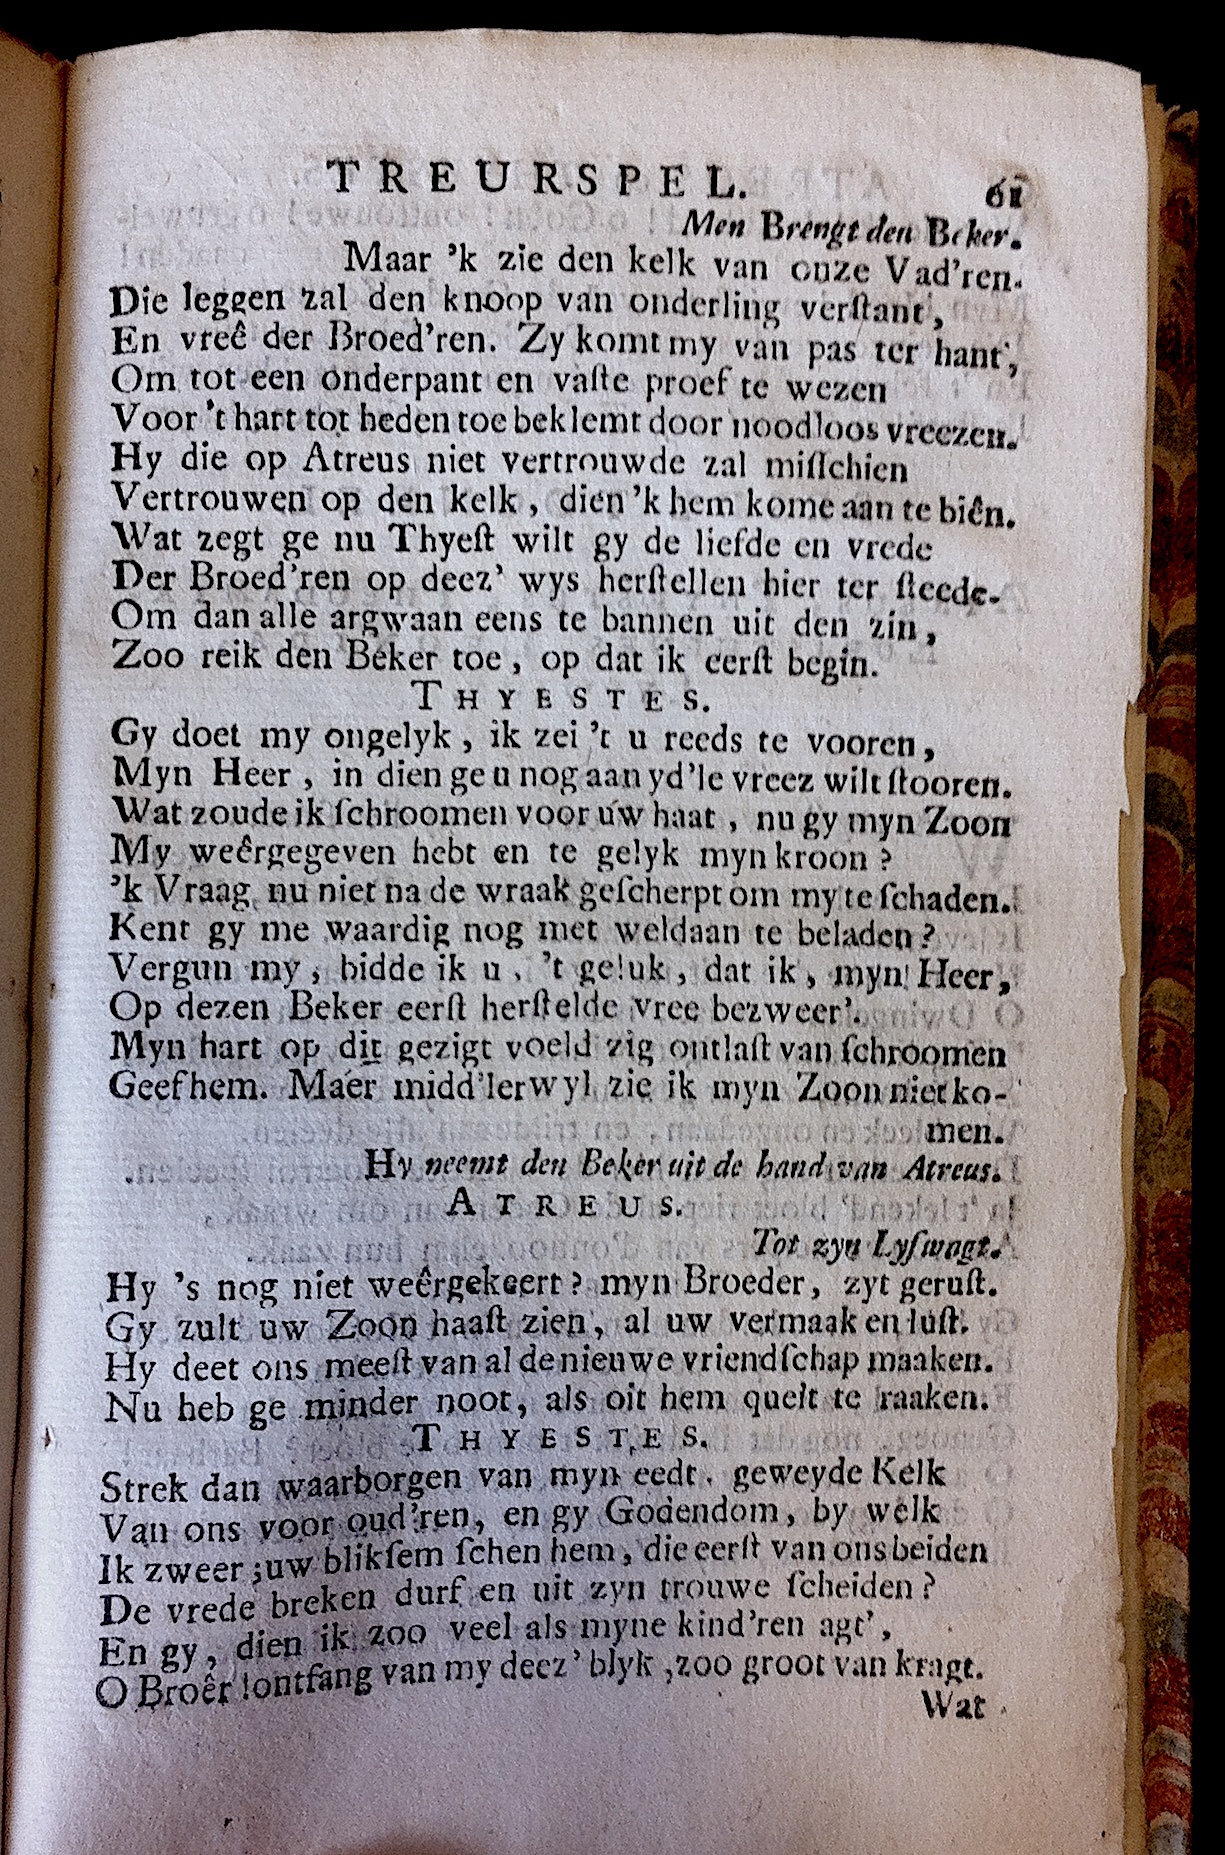 TREURSPEL. 61
Men Brengt den Beker.
Maar 'k zie den kelk van onze Vad'ren.
Die leggen zal den knoop van onderling verſtant,
En vreê der Broed'ren. Zy komt my van pas ter hant,
Om tot een onderpant en vaſte proef te wezen
Voor 't hart tot heden toe beklemt door noodloos vreezen.
Hy die op Atreus niet vertrouwde zal miſſchien
Vertrouwen op den kelk, dien 'k hem kome aan te biên.
Wat zegt ge nu Thyeſt wilt gy de liefde en vrede
Der Broed'ren op deez' wys herſtellen hier ter ſteede.
Om dan alle argwaan eens te bannen uit den zin,
Zoo reik den Beker toe, op dat ik eerſt begin.
THYESTES.
Gy doet my ongelyk, ik zei 't u reeds te vooren,
Myn Heer, in dien ge u nog aan yd'le vreez wilt ſtooren.
Wat zoude ik ſchroomen voor uw haat, nu gy myn Zoon
My weêrgegeven hebt en te gelyk myn kroon?
'k Vraag nu niet na de wraak geſcherpt om my te ſchaden.
Kent gy me waardig nog met weldaan te beladen?
Vergun my, bidde ik u, 't geluk, dat ik, myn Heer,
Op dezen Beker eerſt herſtelde vree bezweer'.
Myn hart op dit gezigt voeld zig ontlaſt van ſchroomen
Geef hem. Maer midd'lerwyl zie ik myn Zoon niet ko-
men.
Hy neemt den Beker uit de hand van Atreus.
ATREUS.
Tot zyn Lyfwagt.
Hy 's nog niet weêrgekeert? myn Broeder, zyt geruſt.
Gy zult uw Zoon haaſt zien, al uw vermaak en luſt.
Hy deet ons meeſt van al de nieuwe vriendſchap maaken.
Nu heb ge minder noot, als oit hem quelt te raaken.
THYESTES.
Strek dan waarborgen van myn eedt, geweyde Kelk
Van ons voor oud'ren, en gy Godendom, by welk
Ik zweer; uw blikſem ſchen hem, die eerſt van ons beiden
De vrede breken durf en uit zyn trouwe ſcheiden?
En gy, dien ik zoo veel als myne kind'ren agt',
O Broêr! ontfang van my deez' blyk, zoo groot van kragt.
Wat